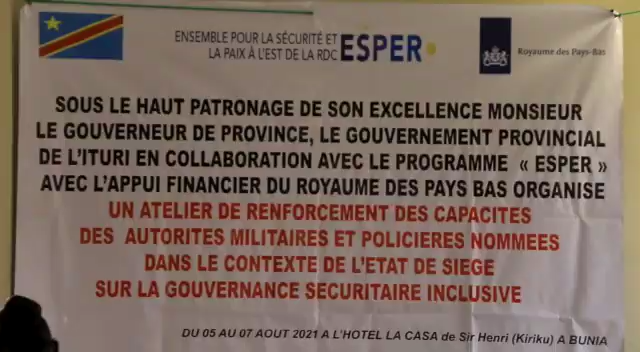 ENSEMBLE POUR LA SÉCURITÉ ET
LA PAIX À L'EST DE LA RDC
ESPER
Royaume des Pays-Bas
SOUS LE HAUT PATRONAGE DE SON EXCELLENCE MONSIEUR
LE GOUVERNEUR DE PROVINCE, LE GOUVERNEMENT PROVINCIAL
DE L'ITURI EN COLLABORATION AVEC LE PROGRAMME « ESPER »
AVEC L'APPUI FINANCIER DU ROYAUME DES PAYS BAS ORGANISE
UN ATELIER DE RENFORCEMENT DES CAPACITES
DES AUTORITES MILITAIRES ET POLICIERES NOMMEES
DANS LE CONTEXTE DE L'ETAT DE SIEGE
SUR LA GOUVERNANCE SECURITAIRE INCLUSIVE
DU 05 AU 07 AOUT 2021 A L'HOTEL LA CASA de Sir Henri (Kiriku) A BUNIA